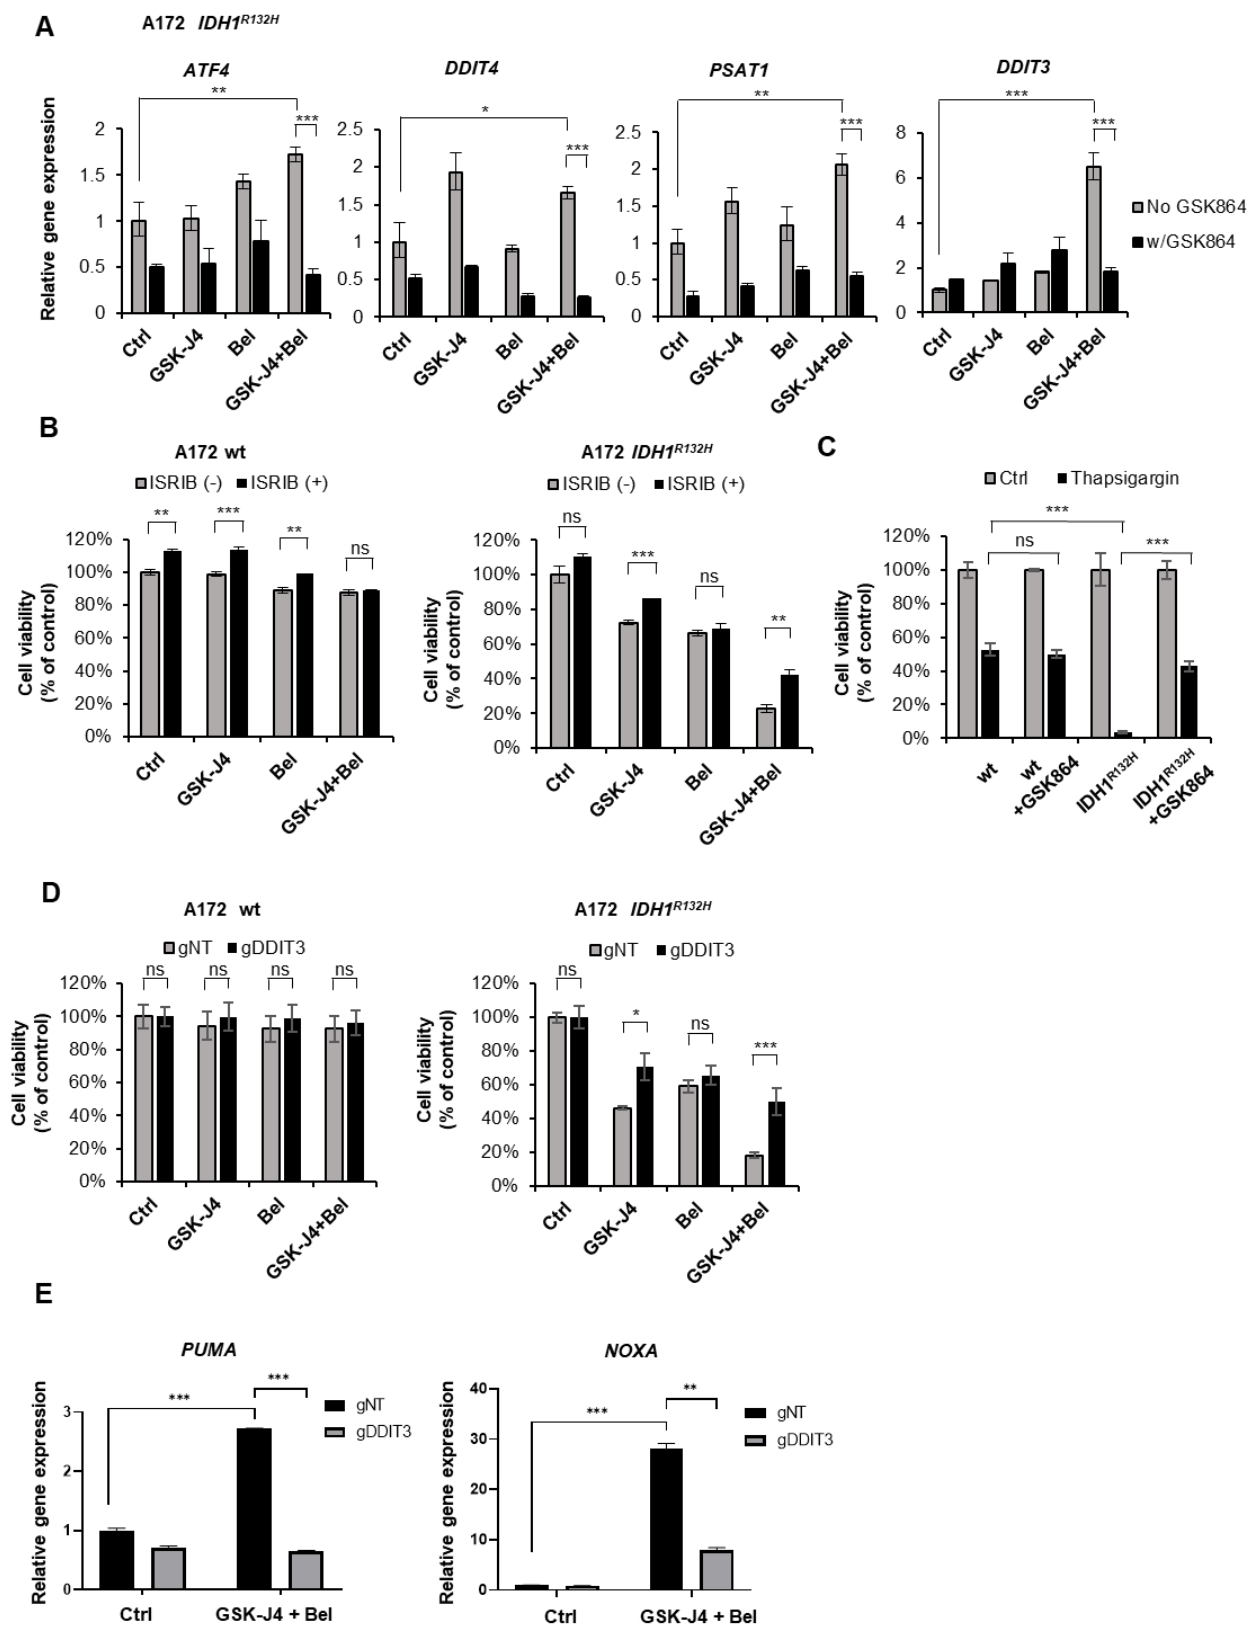 A
A172 IDH1R132H
ATF4
DDIT4
PSAT1
DDIT3
Relative gene expression
** ***
2
1.5
1
0.5
0
Ctrl
GSK-J4
Bel
GSK-J4+Bel
* ***
2.5
2
1.5
1
0.5
0
Ctrl
GSK-J4
Bel
GSK-J4+Bel
** ***
2.5
2
1.5
1
0.5
0
Ctrl
GSK-J4
Bel
GSK-J4+Bel
*** ***
8
6
4
2
0
Ctrl
GSK-J4
Bel
GSK-J4+Bel
No GSK864
w/GSK864
B
A172 wt
ISRIB (-) ISRIB (+)
** *** ** ns
Cell viability
(% of control)
120%
100%
80%
60%
40%
20%
0%
Ctrl
GSK-J4
Bel
GSK-J4+Bel
A172 IDH1R132H
ISRIB (-) ISRIB (+)
ns *** ns **
Cell viability
(% of control)
120%
100%
80%
60%
40%
20%
0%
Ctrl
GSK-J4
Bel
GSK-J4+Bel
C
Ctrl Thapsigargin
***
ns ***
Cell viability
(% of control)
120%
100%
80%
60%
40%
20%
0%
wt
wt
+GSK864
IDH1R132H
IDH1R132H
+GSK864
D
A172 wt
gNT gDDIT3
ns ns ns ns
Cell viability
(% of control)
120%
100%
80%
60%
40%
20%
0%
Ctrl
GSK-J4
Bel
GSK-J4+Bel
A172 IDH1R132H
gNT gDDIT3
ns * ns ***
Cell viability
(% of control)
120%
100%
80%
60%
40%
20%
0%
Ctrl
GSK-J4
Bel
GSK-J4+Bel
E
PUMA
*** ***
gNT
gDDIT3
Relative gene expression
3
2
1
0
Ctrl
GSK-J4 + Bel
NOXA
*** **
gNT
gDDIT3
Relative gene expression
40
30
20
10
0
Ctrl
GSK-J4 + Bel